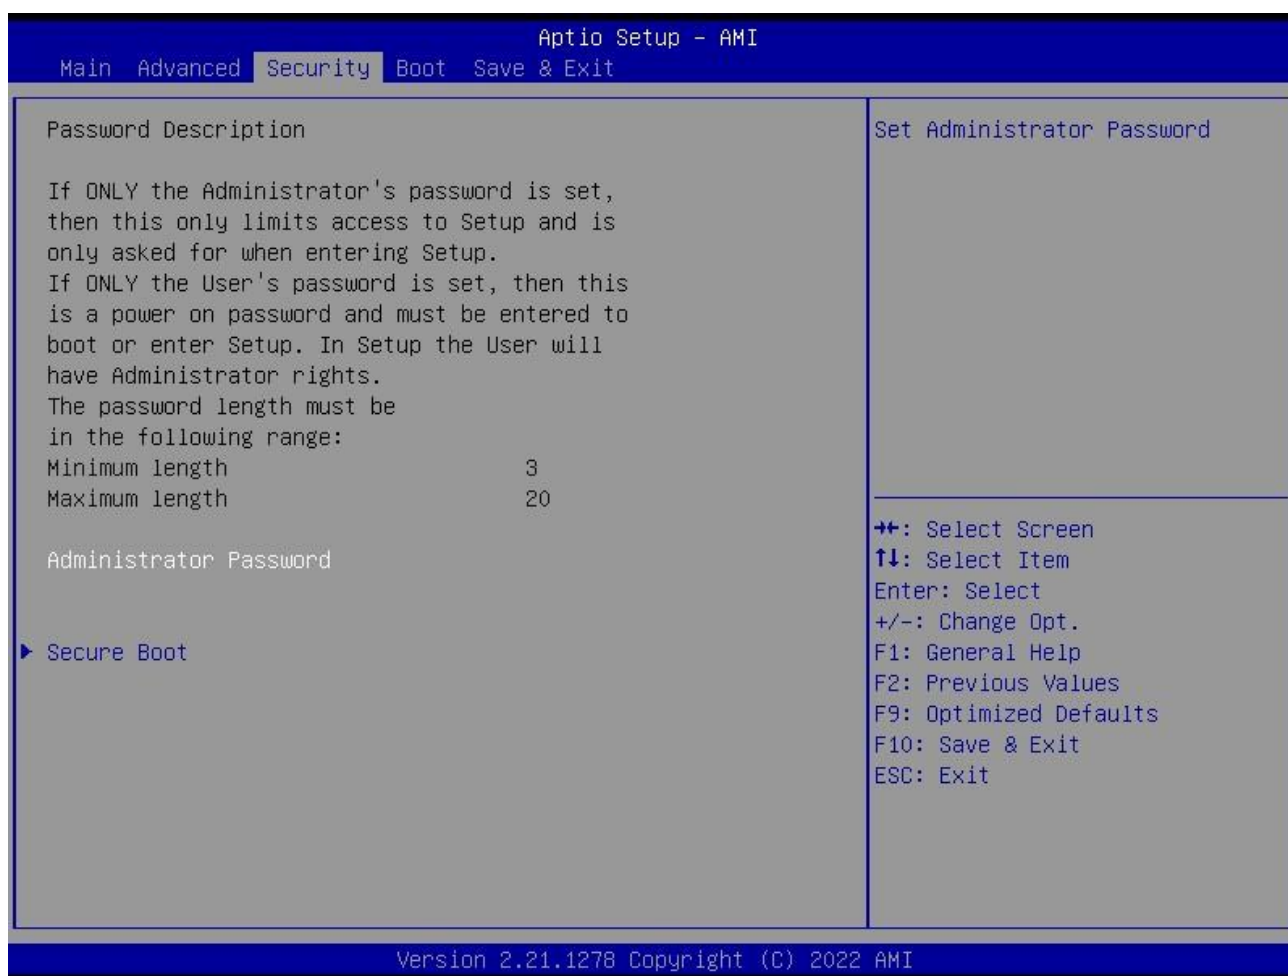 Aptio Setup – AMI
Main Advanced Security Boot Save & Exit
Password Description
If ONLY the Administrator's password is set,
then this only limits access to Setup and is
only asked for when entering Setup.
If ONLY the User's password is set, then this
is a power on password and must be entered to
boot or enter Setup. In Setup the User will
have Administrator rights.
The password length must be
in the following range:
Minimum length 3
Maximum length 20
Administrator Password
Secure Boot
Set Administrator Password
→←: Select Screen
↑↓: Select Item
Enter: Select
+/-: Change Opt.
F1: General Help
F2: Previous Values
F9: Optimized Defaults
F10: Save & Exit
ESC: Exit
Version 2.21.1278 Copyright (C) 2022 AMI